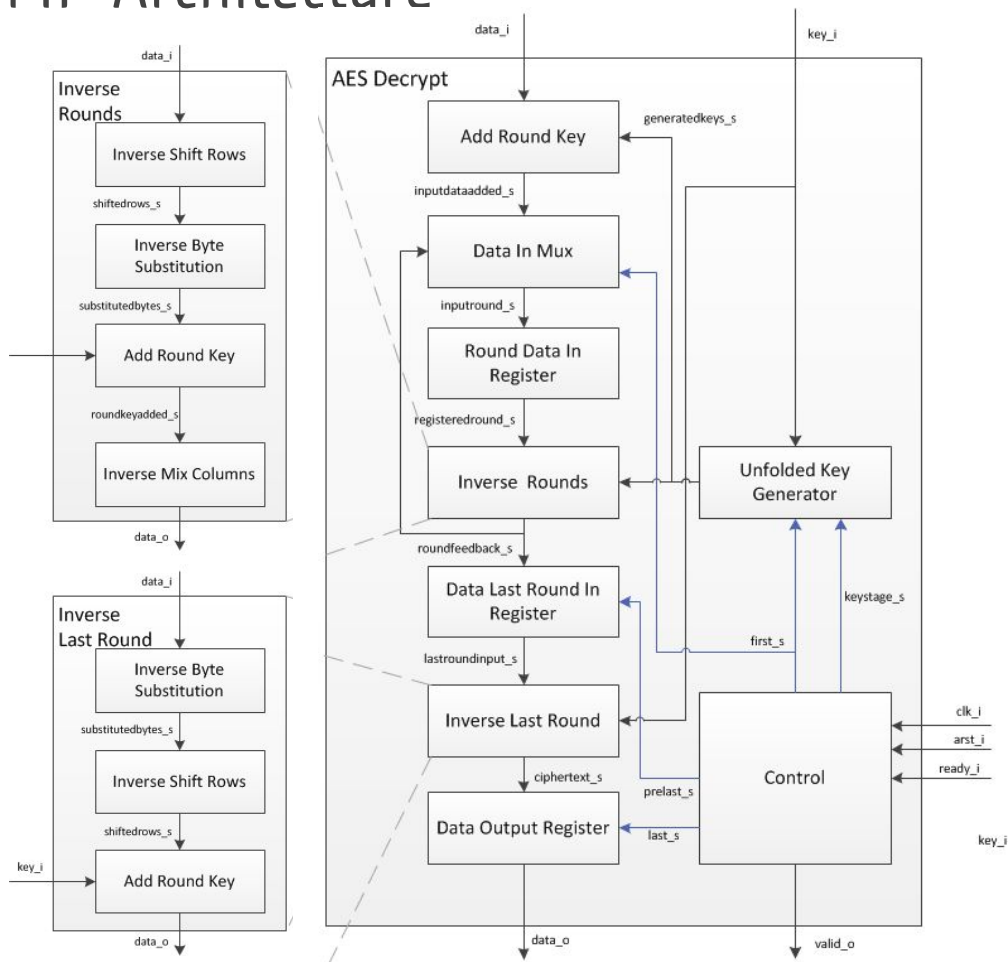 IP Architecture
data_i
Inverse
Rounds
Inverse Shift Rows
shiftedrows_s
Inverse Byte
Substitution
substitutedbytes_s
Add Round Key
roundkeyadded_s
Inverse Mix Columns
data_o
data_i
Inverse
Last Round
Inverse Byte
Substitution
substitutedbytes_s
Inverse Shift Rows
shiftedrows_s
key_i
Add Round Key
data_o
data_i
key_i
AES Decrypt
Add Round Key
generatedkeys_s
inputdataadded_s
Data In Mux
inputround_s
Round Data In
Register
registeredround_s
Inverse Rounds
Unfolded Key
Generator
roundfeedback_s
Data Last Round In
Register
keystage_s
first_s
lastroundinput_s
Inverse Last Round
ciphertext_s
prelast_s
Data Output Register
last_s
Control
clk_i
arst_i
ready_i
key_i
data_o
valid_o